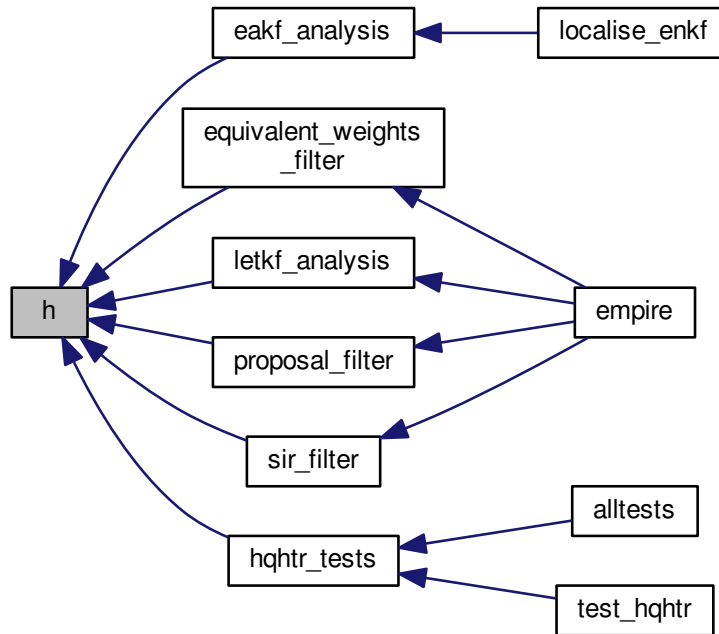 eakf_analysis
localise_enkf
equivalent_weights
_filter
letkf_analysis
h
empire
proposal_filter
sir_filter
alltests
hqhtr_tests
test_hqhtr